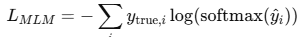 L_{MLM} = -\sum_{i} y_{\text{true},i} \log(\text{softmax}(\hat{y}_i))